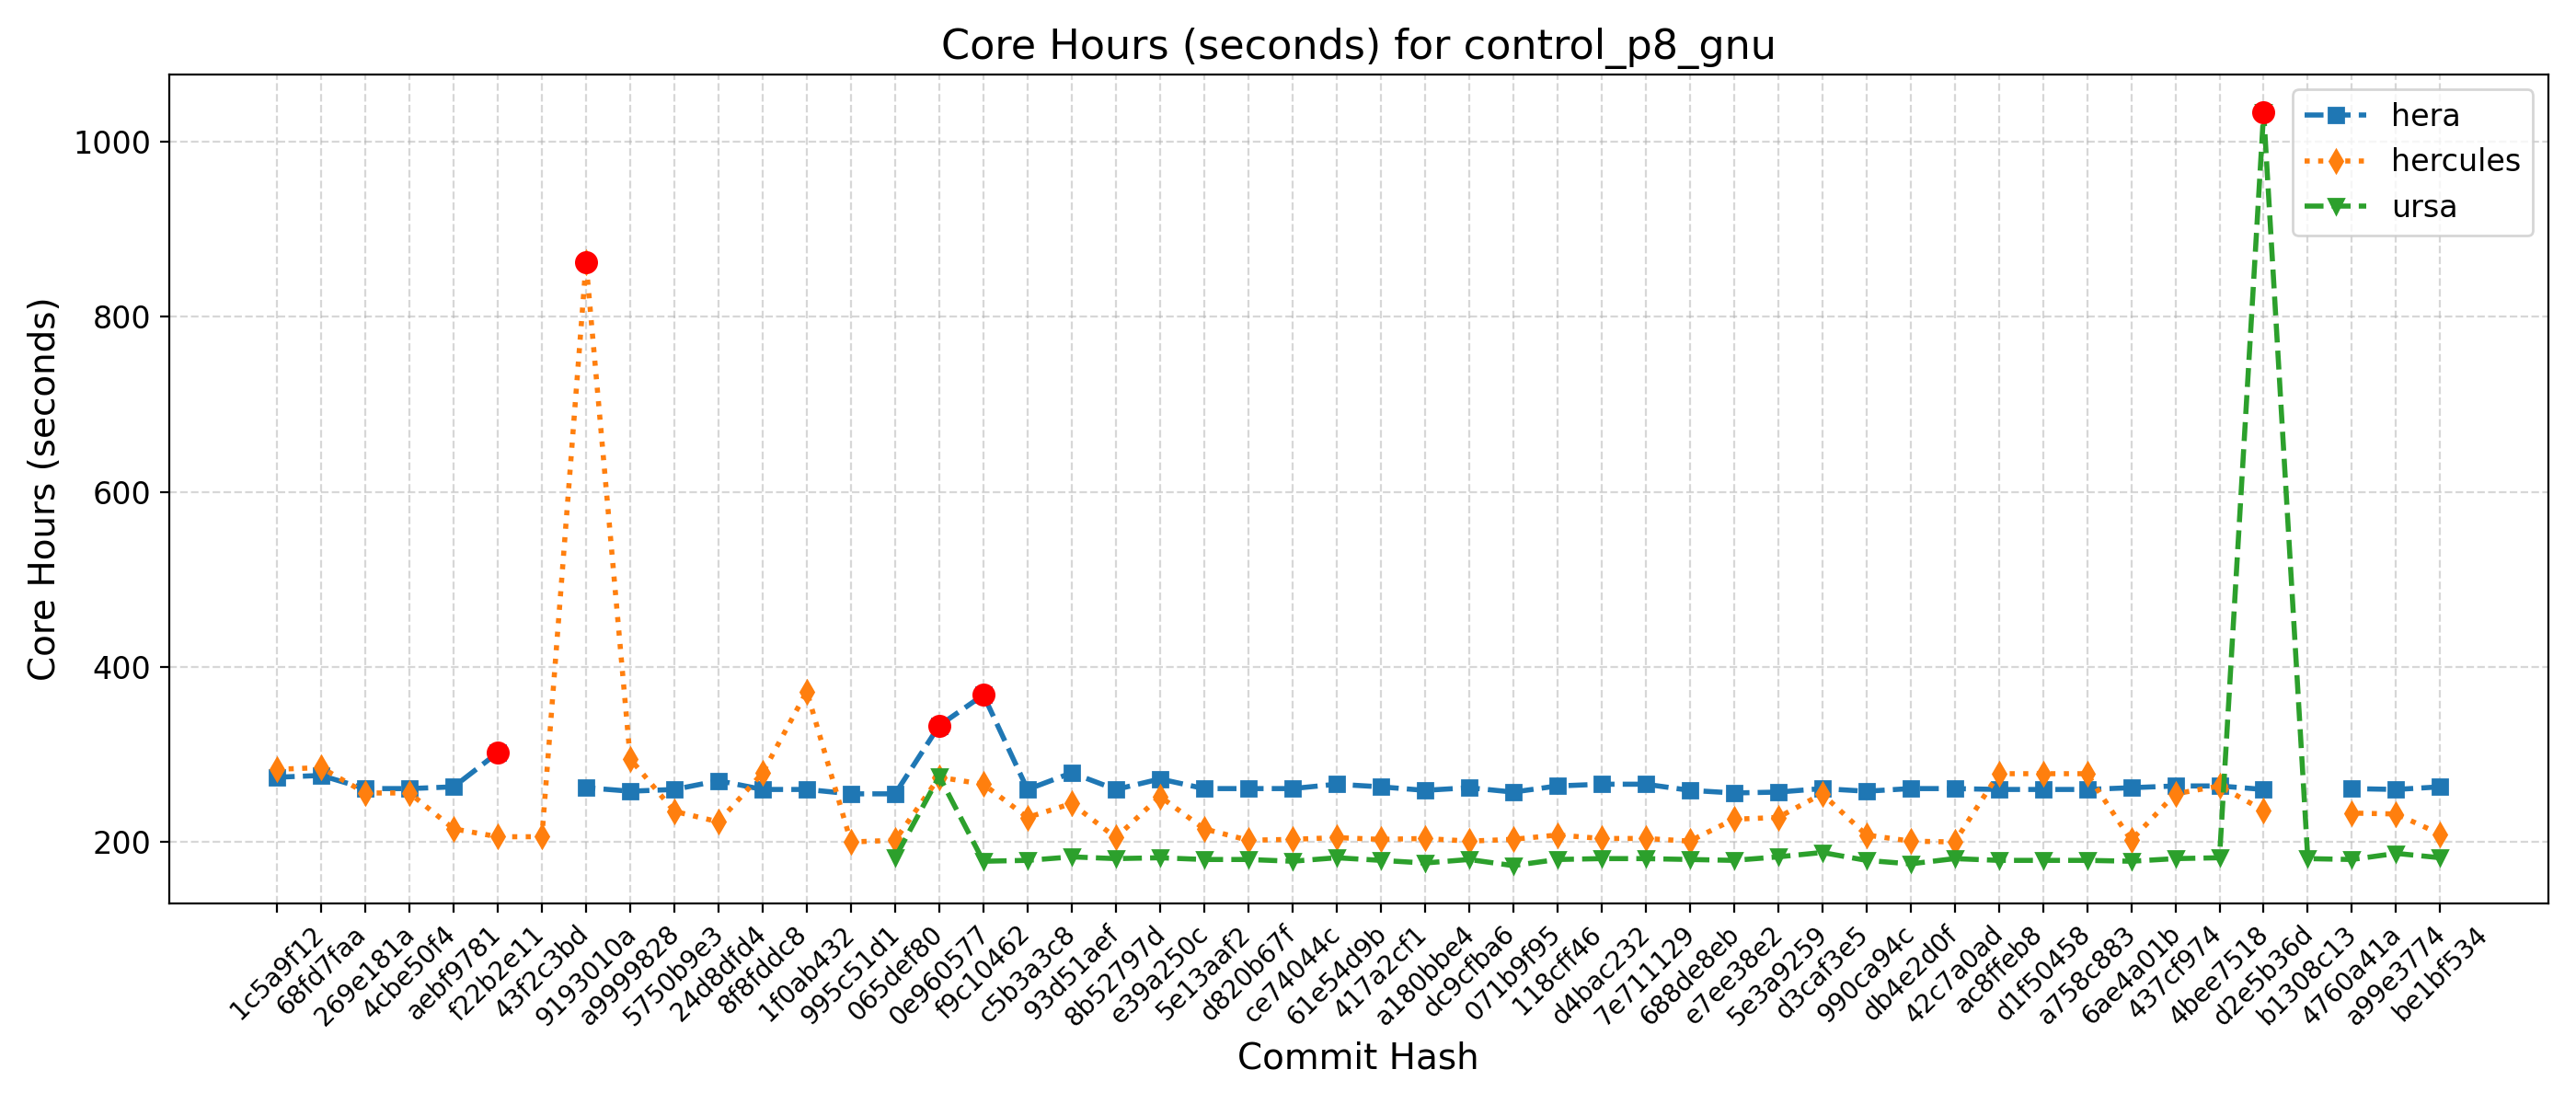 Core Hours (seconds) for control_p8_gnu
Core Hours (seconds)
1000
800
600
400
200
hera
hercules
ursa
1c5a9f12
68fd7faa
269e181a
4cbe50f4
aebf9781
f22b2e11
43f2c3bd
9193010a
a9999828
5750b9e3
24d8dfd4
8f8fddc8
1f0ab432
995c51d1
065def80
0e960577
f9c10462
c5b3a3c8
93d51aef
8b52797d
e39a250c
5e13aaf2
d820b67f
ce74044c
61e54d9b
417a2cf1
a180bbe4
dc9cfba6
071b9f95
118cff46
d4bac232
7e711129
688de8eb
e7ee38e2
5e3a9259
d3caf3e5
990ca94c
db4e2d0f
42c7a0ad
ac8ffeb8
d1f50458
a758c883
6ae4a01b
437cf974
4bee7518
d2e5b36d
b1308c13
4760a41a
a99e3774
be1bf534
Commit Hash